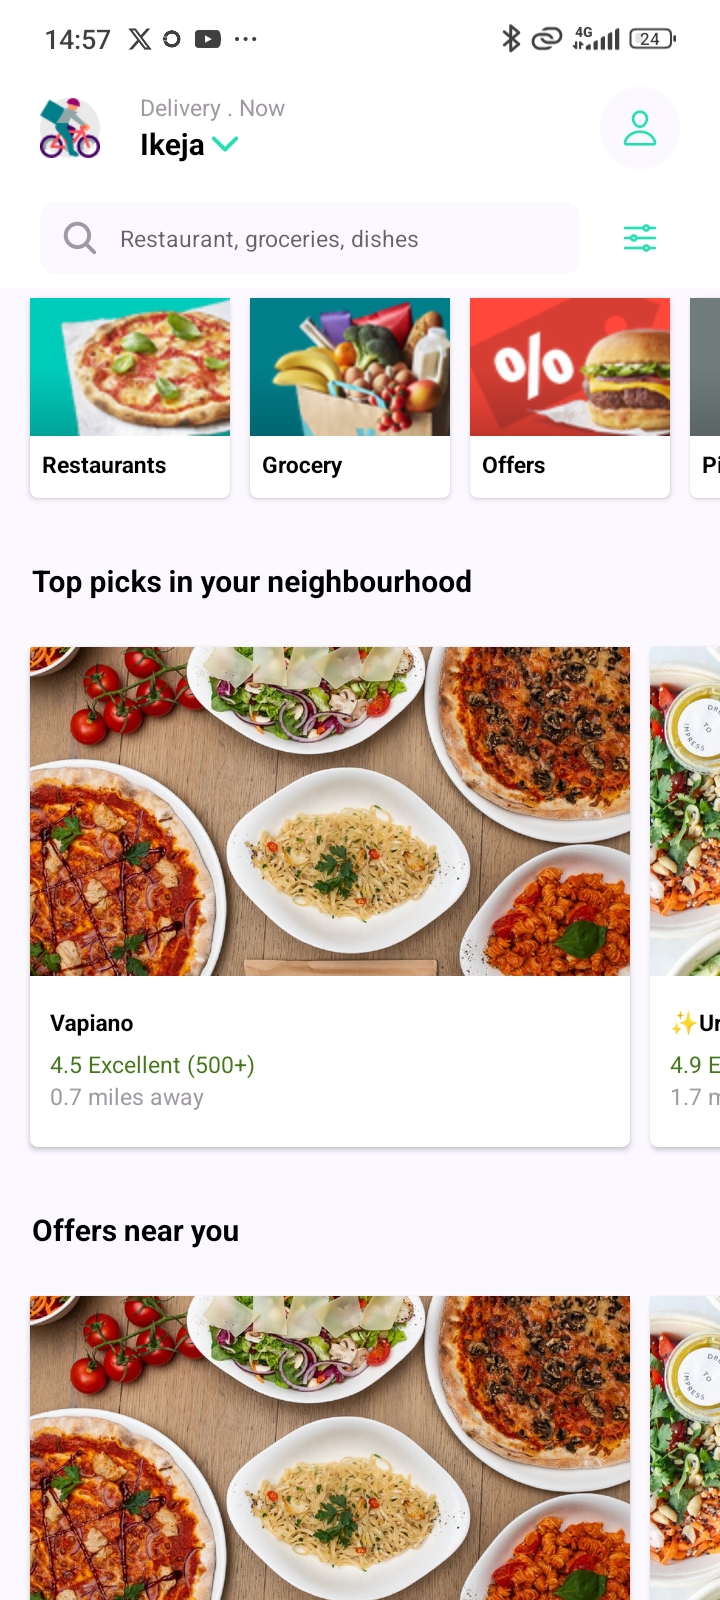 14:57
4G
24
Delivery . Now
Ikeja
Restaurant, groceries, dishes
%
Restaurants
Grocery
Offers
Pi
Top picks in your neighbourhood
TO
IMPRESS
Vapiano
4.5 Excellent (500+)
0.7 miles away
✨Ur
4.9 E
1.7 m
Offers near you
TO
IMPRESS